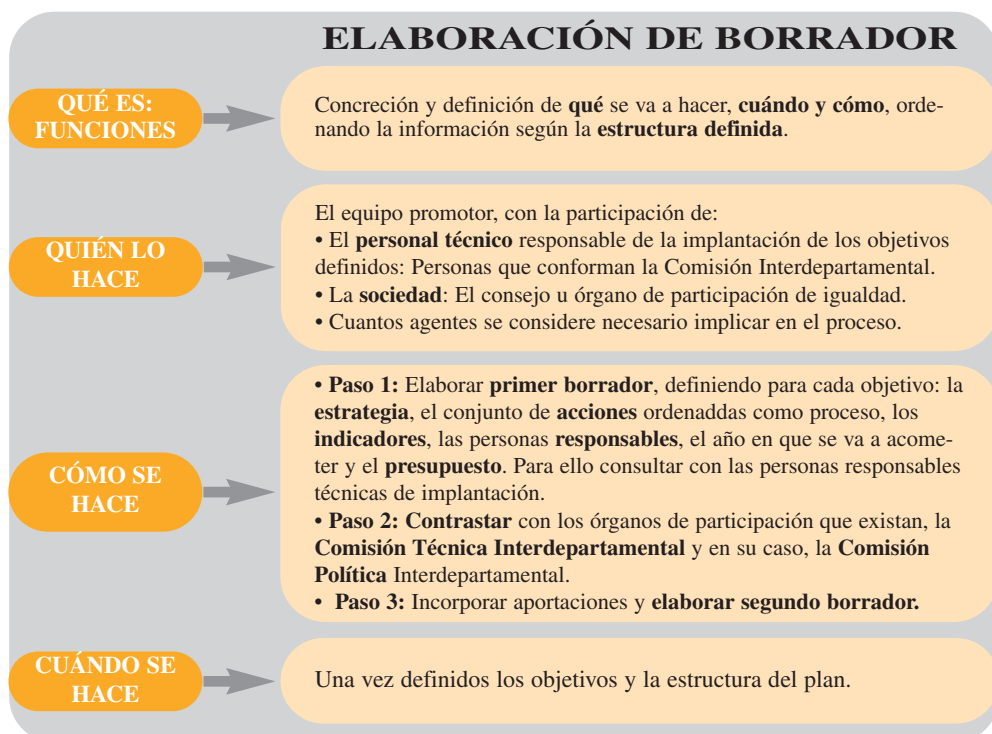 ELABORACIÓN DE BORRADOR
QUÉ ES:
FUNCIONES
Concreción y definición de qué se va a hacer, cuándo y cómo, orde-
nando la información según la estructura definida.
QUIÉN LO
HACE
El equipo promotor, con la participación de:
• El personal técnico responsable de la implantación de los objetivos
definidos: Personas que conforman la Comisión Interdepartamental.
• La sociedad: El consejo u órgano de participación de igualdad.
• Cuantos agentes se considere necesario implicar en el proceso.
CÓMO SE
HACE
• Paso 1: Elaborar primer borrador, definiendo para cada objetivo: la
estrategia, el conjunto de acciones ordenaddas como proceso, los
indicadores, las personas responsables, el año en que se va a acome-
ter y el presupuesto. Para ello consultar con las personas responsables
técnicas de implantación.
• Paso 2: Contrastar con los órganos de participación que existan, la
Comisión Técnica Interdepartamental y en su caso, la Comisión
Política Interdepartamental.
• Paso 3: Incorporar aportaciones y elaborar segundo borrador.
CUÁNDO SE
HACE
Una vez definidos los objetivos y la estructura del plan.